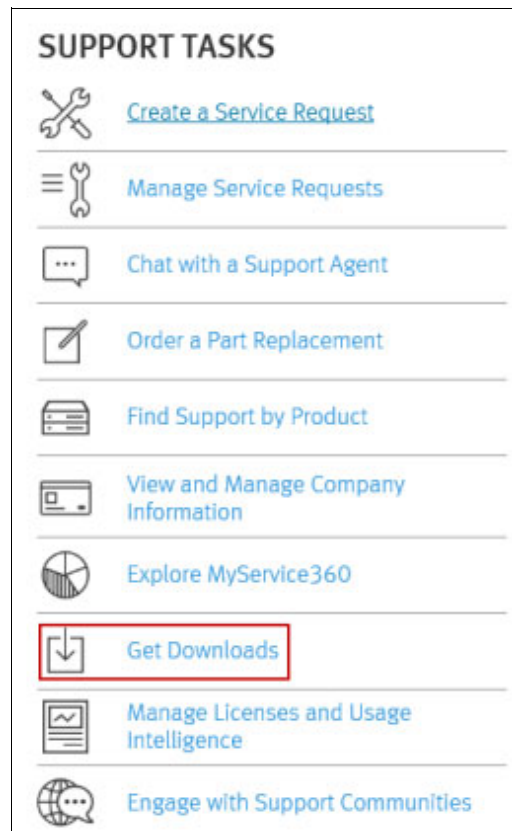 SUPPORT TASKS
Create a Service Request
Manage Service Requests
Chat with a Support Agent
Order a Part Replacement
Find Support by Product
View and Manage Company
Information
Explore MyService360
Get Downloads
Manage Licenses and Usage
Intelligence
Engage with Support Communities